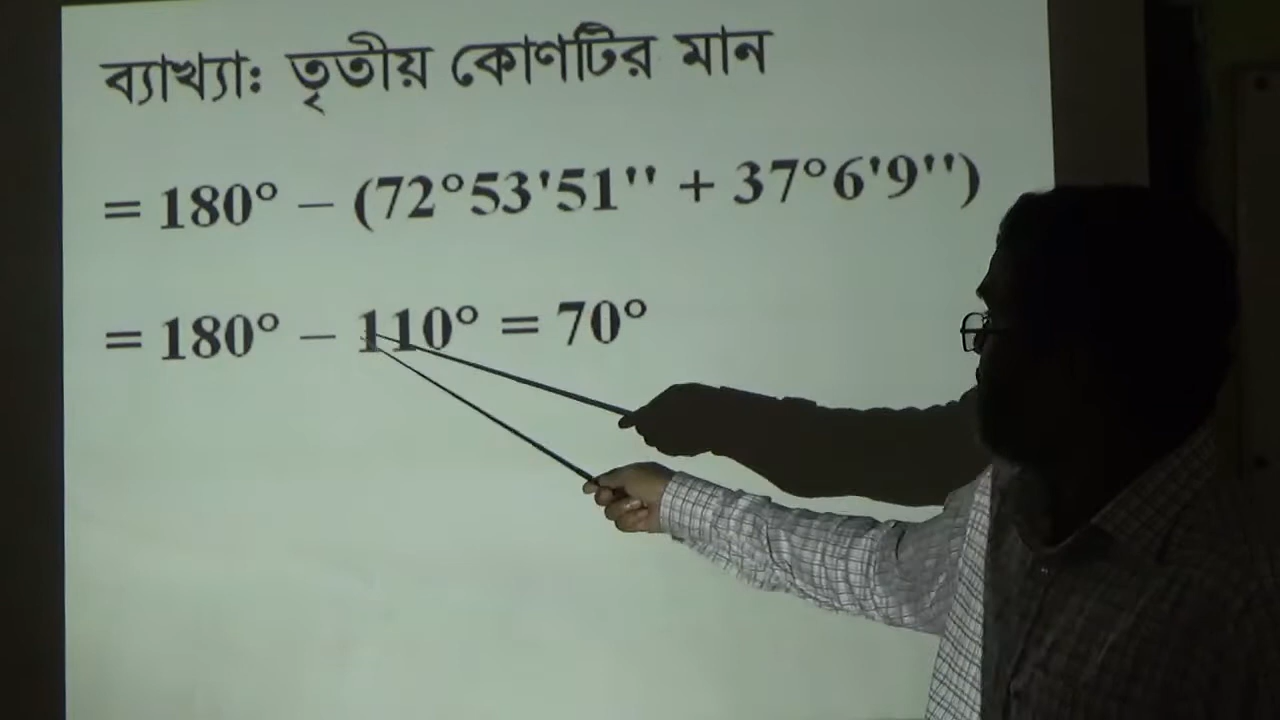 ব্যাখ্যাঃ তৃতীয় কোণটির মান
= 180° – (72°53'51'' + 37°6'9'')
= 180° – 110° = 70°